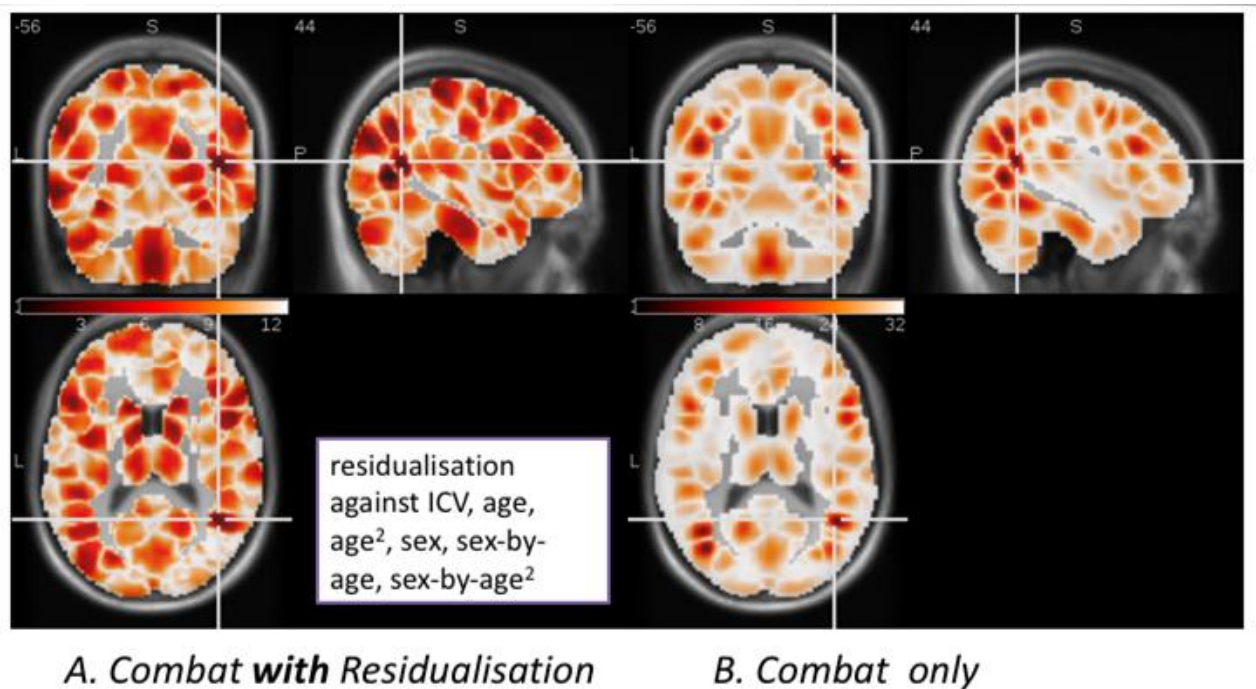 -56 S 44 S -56 S 44 S
L P L P
3 6 9 12 8 16 24 32
L L
residualisation
against ICV, age,
age², sex, sex-by-
age, sex-by-age²
A. Combat with Residualisation B. Combat only